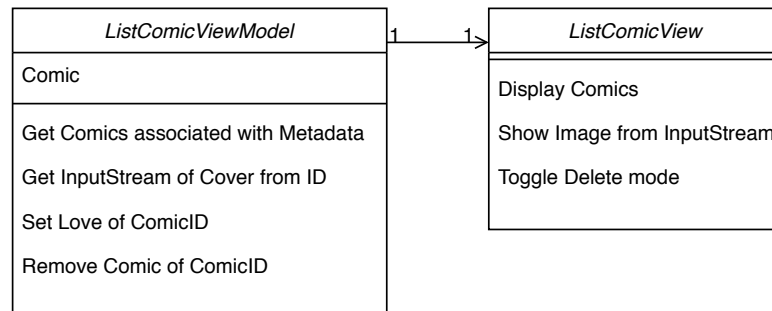 ListComicViewModel
Comic
Get Comics associated with Metadata
Get InputStream of Cover from ID
Set Love of ComicID
Remove Comic of ComicID
1
1
ListComicView
Display Comics
Show Image from InputStream
Toggle Delete mode